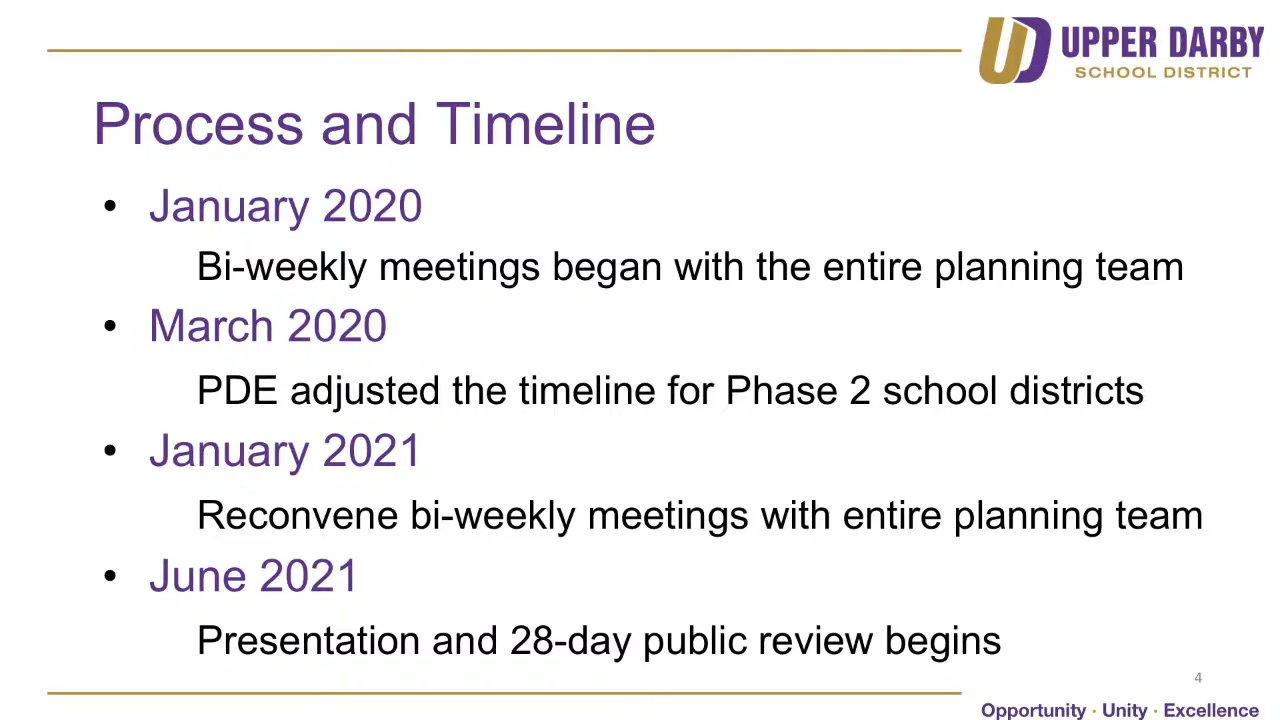 UPPER DARBY
SCHOOL DISTRICT
Process and Timeline
• January 2020
Bi-weekly meetings began with the entire planning team
• March 2020
PDE adjusted the timeline for Phase 2 school districts
• January 2021
Reconvene bi-weekly meetings with entire planning team
• June 2021
Presentation and 28-day public review begins
4
Opportunity · Unity · Excellence